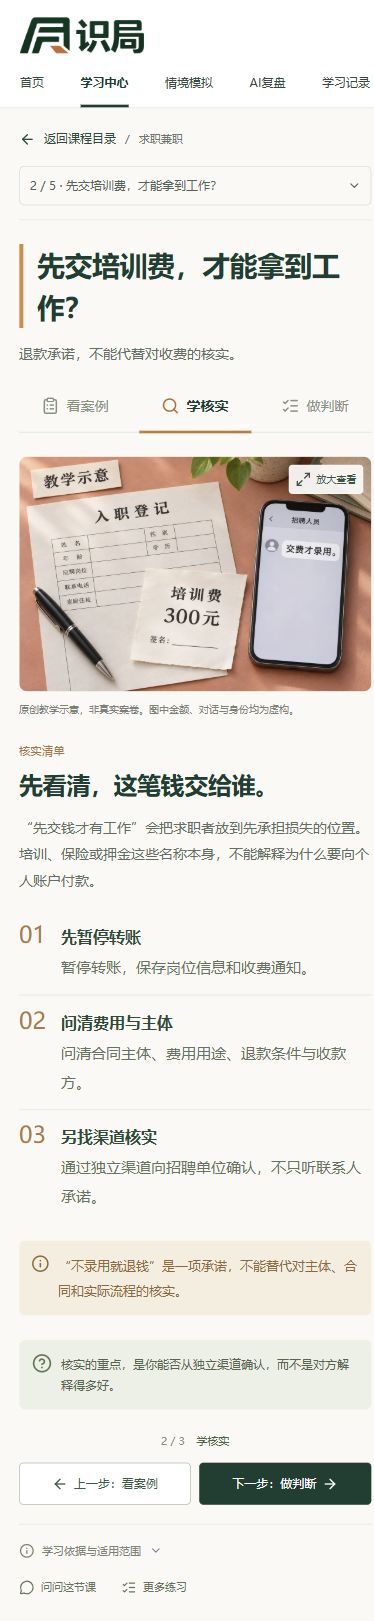 识局
首页 学习中心 情境模拟 AI复盘 学习记录
返回课程目录 / 求职兼职
2 / 5 · 先交培训费，才能拿到工作？
先交培训费，才能拿到工
作？
退款承诺，不能代替对收费的核实。
看案例 学核实 做判断
教学示意
放大查看
入职登记
姓 名
年 龄
学 历
应聘岗位
联系电话
家庭住址
招聘人员
交费才录用。
培训费
300元
签名：
原创教学示意，非真实案卷。图中金额、对话与身份均为虚构。
核实清单
先看清，这笔钱交给谁。
“先交钱才有工作”会把求职者放到先承担损失的位置。
培训、保险或押金这些名称本身，不能解释为什么要向个
人账户付款。
01 先暂停转账
暂停转账，保存岗位信息和收费通知。
02 问清费用与主体
问清合同主体、费用用途、退款条件与收款
方。
03 另找渠道核实
通过独立渠道向招聘单位确认，不只听联系人
承诺。
“不录用就退钱”是一项承诺，不能替代对主体、合
同和实际流程的核实。
核实的重点，是你能否从独立渠道确认，而不是对方解
释得多好。
2 / 3 学核实
上一步：看案例 下一步：做判断
学习依据与适用范围
问问这节课 更多练习